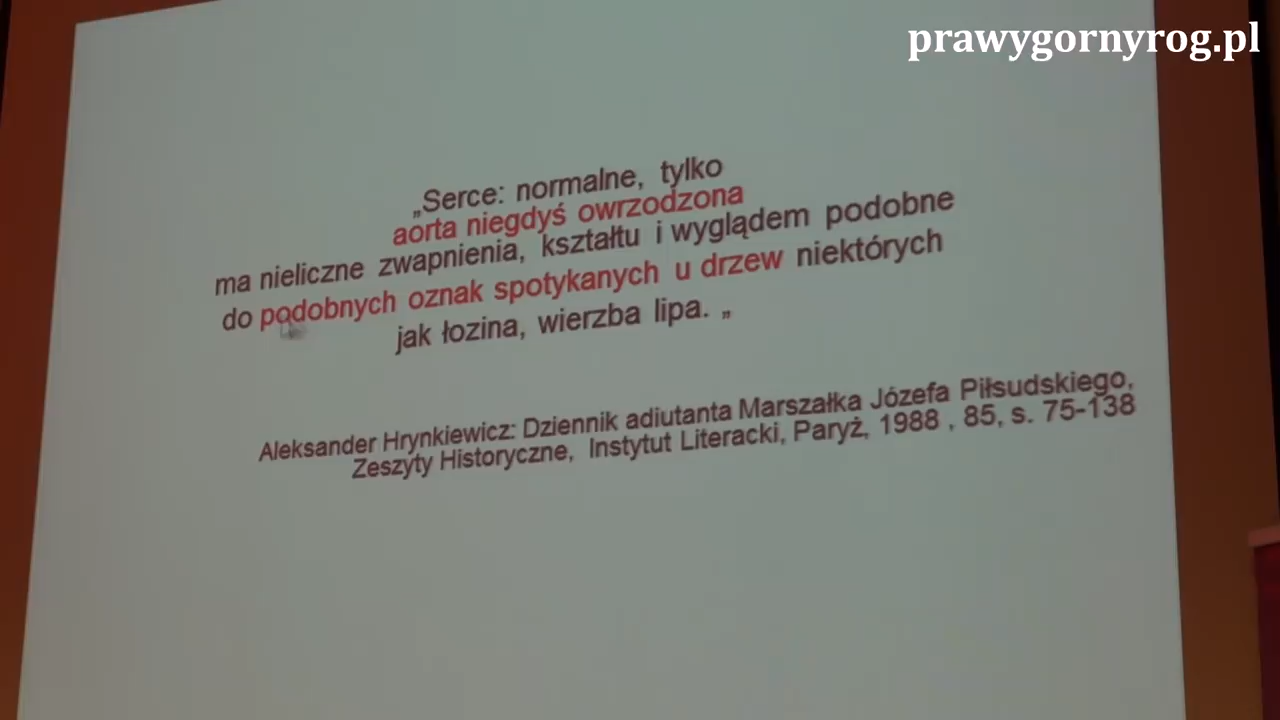 prawygornyrog.pl
„Serce: normalne, tylko
aorta niegdyś owrzodzona
ma nieliczne zwapnienia, kształtu i wyglądem podobne
do podobnych oznak spotykanych u drzew niektórych
jak łozina, wierzba lipa. „
Aleksander Hrynkiewicz: Dziennik adiutanta Marszałka Józefa Piłsudskiego,
Zeszyty Historyczne, Instytut Literacki, Paryż, 1988 , 85, s. 75-138